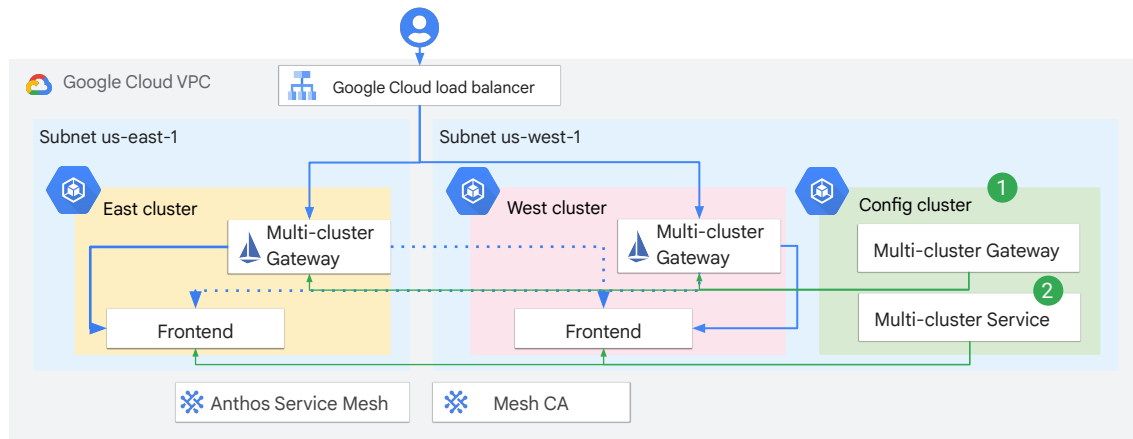 Google Cloud VPC
Google Cloud load balancer
Subnet us-east-1
Subnet us-west-1
1
East cluster
West cluster
Config cluster
Multi-cluster
Gateway
Multi-cluster
Gateway
Multi-cluster Gateway
2
Frontend
Frontend
Multi-cluster Service
Anthos Service Mesh
Mesh CA